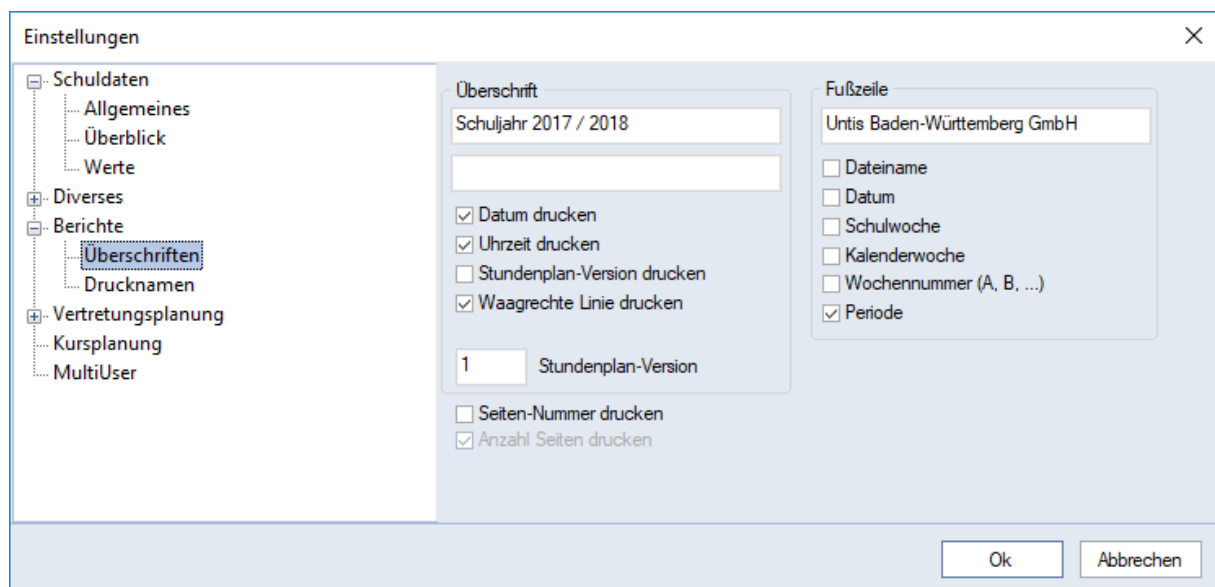 Einstellungen
Schuldaten
Allgemeines
Überblick
Werte
Diverses
Berichte
Überschriften
Drucknamen
Vertretungsplanung
Kursplanung
MultiUser
Überschrift
Schuljahr 2017 / 2018
Datum drucken
Uhrzeit drucken
Stundenplan-Version drucken
Waagrechte Linie drucken
1 Stundenplan-Version
Seiten-Nummer drucken
Anzahl Seiten drucken
Fußzeile
Untis Baden-Württemberg GmbH
Dateiname
Datum
Schulwoche
Kalenderwoche
Wochennummer (A, B, ...)
Periode
Ok
Abbrechen